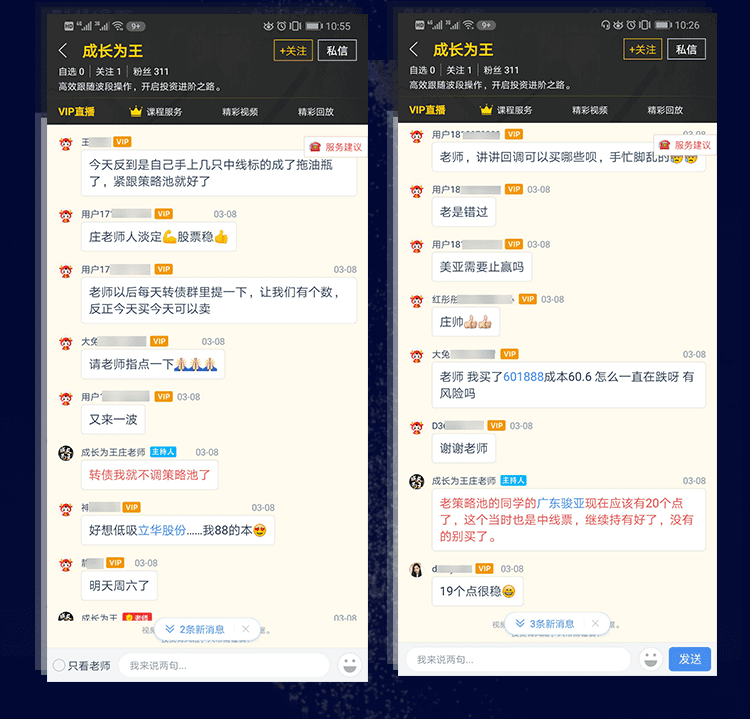 HD 4G 3G 9+ 10:55
成长为王
+关注 私信
自选 0 关注 1 粉丝 311
高效跟随波段操作，开启投资进阶之路。
VIP直播 课程服务 精彩视频 精彩回放
王 VIP
服务建议
今天反到是自己手上几只中线标的成了拖油瓶
了，紧跟策略池就好了
用户17 VIP 03-08
庄老师人淡定💪股票稳👍
用户17 VIP 03-08
老师以后每天转债群里提一下，让我们有个数，
反正今天买今天可以卖
大兔 VIP 03-08
请老师指点一下🙏🙏🙏
用户 VIP 03-08
又来一波
成长为王庄老师 主持人 03-08
转债我就不调策略池了
神 VIP 03-08
好想低吸立华股份......我88的本😍
VIP 03-08
明天周六了
成长为王 老师 03-08
2条新消息
只看老师 我来说两句...
HD 4G 3G 9+ 10:26
成长为王
+关注 私信
自选 0 关注 1 粉丝 311
高效跟随波段操作，开启投资进阶之路。
VIP直播 课程服务 精彩视频 精彩回放
用户18 VIP 03-08
服务建议
老师，讲讲回调可以买哪些呗，手忙脚乱的😥😥
用户18 VIP 03-08
老是错过
用户18 VIP 03-08
美亚需要止赢吗
红彤彤 VIP 03-08
庄帅👍👍
大兔 VIP 03-08
老师 我买了601888成本60.6 怎么一直在跌呀 有
风险吗
D3 VIP 03-08
谢谢老师
成长为王庄老师 主持人 03-08
老策略池的同学的广东骏亚现在应该有20个点
了，这个当时也是中线票，继续持有好了，没有
的别买了。
d VIP 03-08
19个点很稳😄
3条新消息
我来说两句... 发送